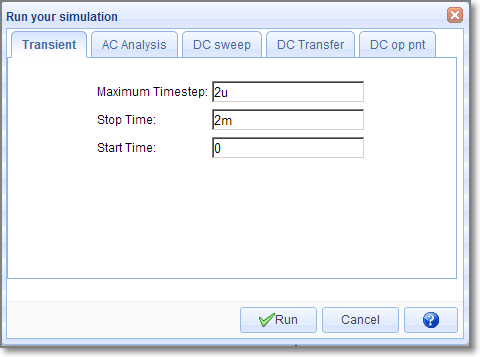 Run your simulation
Transient AC Analysis DC sweep DC Transfer DC op pnt
Maximum Timestep: 2u
Stop Time: 2m
Start Time: 0
Run Cancel ?